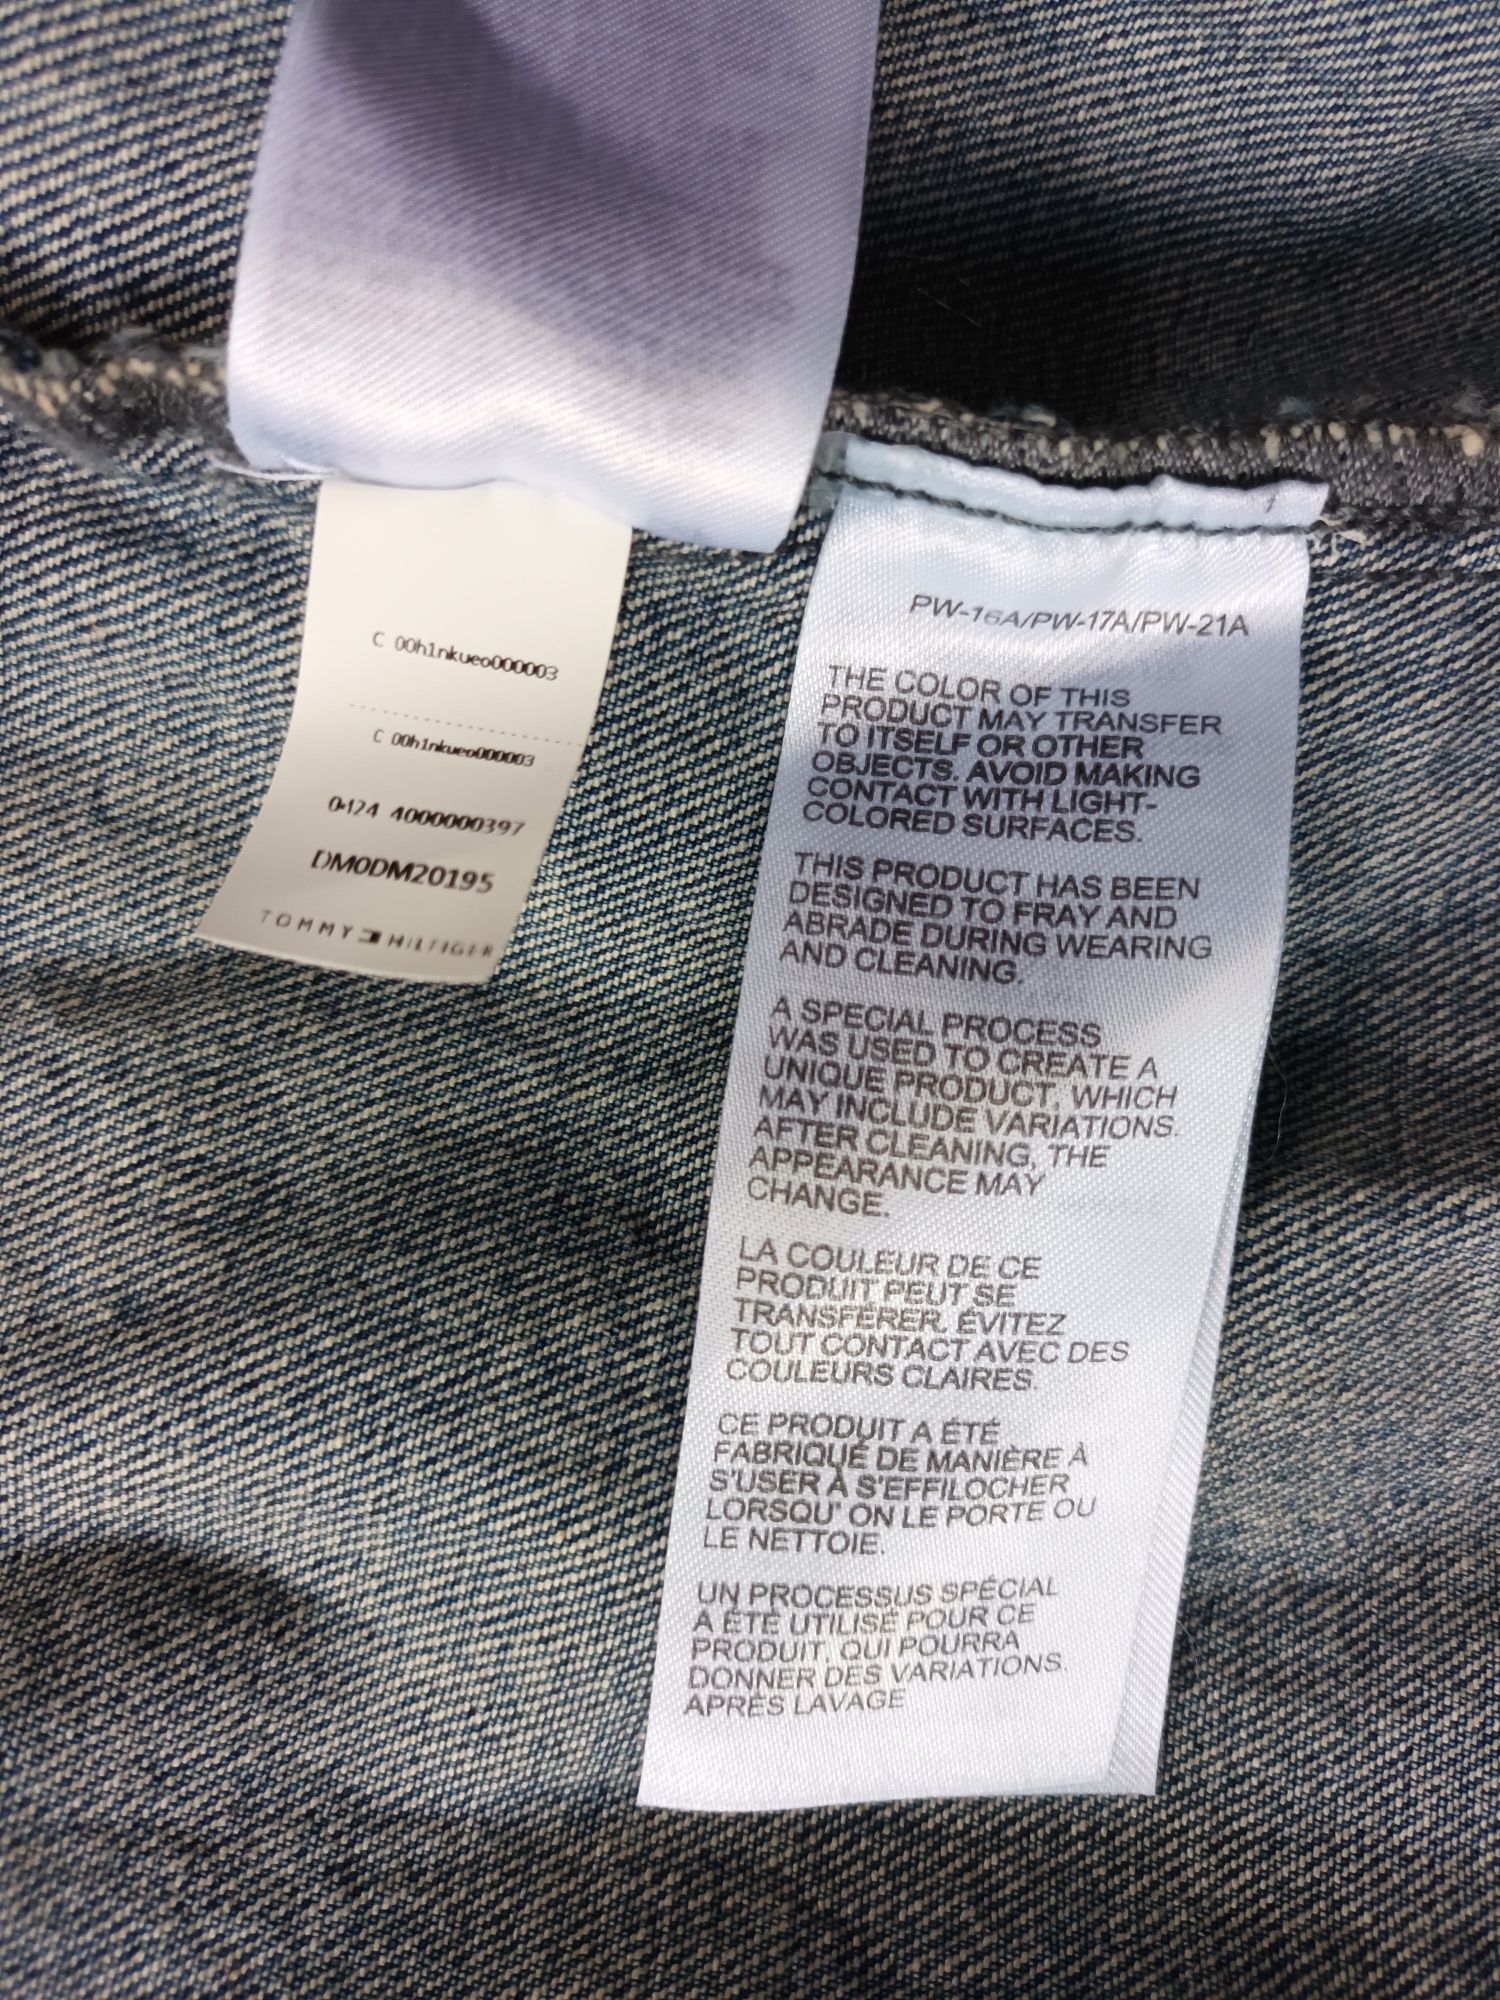 C 00h1nkueo000003
C 00h1nkueo000003
0424 4000000397
DM0DM20195
TOMMY HILFIGER
PW-16A/PW-17A/PW-21A
THE COLOR OF THIS
PRODUCT MAY TRANSFER
TO ITSELF OR OTHER
OBJECTS. AVOID MAKING
CONTACT WITH LIGHT-
COLORED SURFACES.
THIS PRODUCT HAS BEEN
DESIGNED TO FRAY AND
ABRADE DURING WEARING
AND CLEANING.
A SPECIAL PROCESS
WAS USED TO CREATE A
UNIQUE PRODUCT, WHICH
MAY INCLUDE VARIATIONS.
AFTER CLEANING, THE
APPEARANCE MAY
CHANGE.
LA COULEUR DE CE
PRODUIT PEUT SE
TRANSFÉRER. ÉVITEZ
TOUT CONTACT AVEC DES
COULEURS CLAIRES.
CE PRODUIT A ÉTÉ
FABRIQUÉ DE MANIÈRE À
S'USER À S'EFFILOCHER
LORSQU' ON LE PORTE OU
LE NETTOIE.
UN PROCESSUS SPÉCIAL
A ÉTÉ UTILISÉ POUR CE
PRODUIT, QUI POURRA
DONNER DES VARIATIONS.
APRÈS LAVAGE